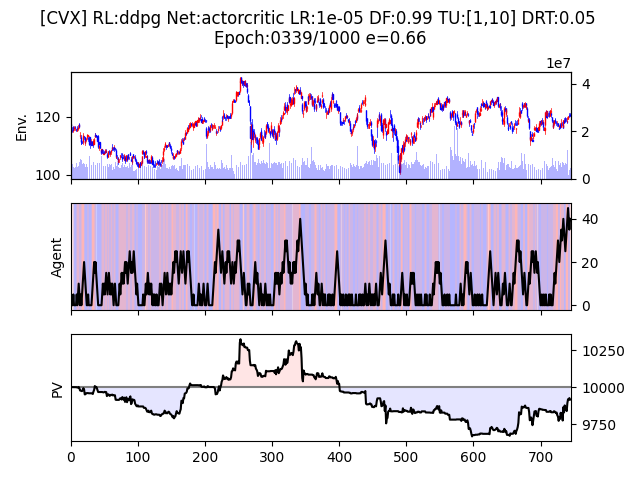 [CVX] RL:ddpg Net:actorcritic LR:1e-05 DF:0.99 TU:[1,10] DRT:0.05
Epoch:0339/1000 e=0.66
1e7
Env.
120
100
4
2
0
Agent
40
20
0
PV
10250
10000
9750
0 100 200 300 400 500 600 700